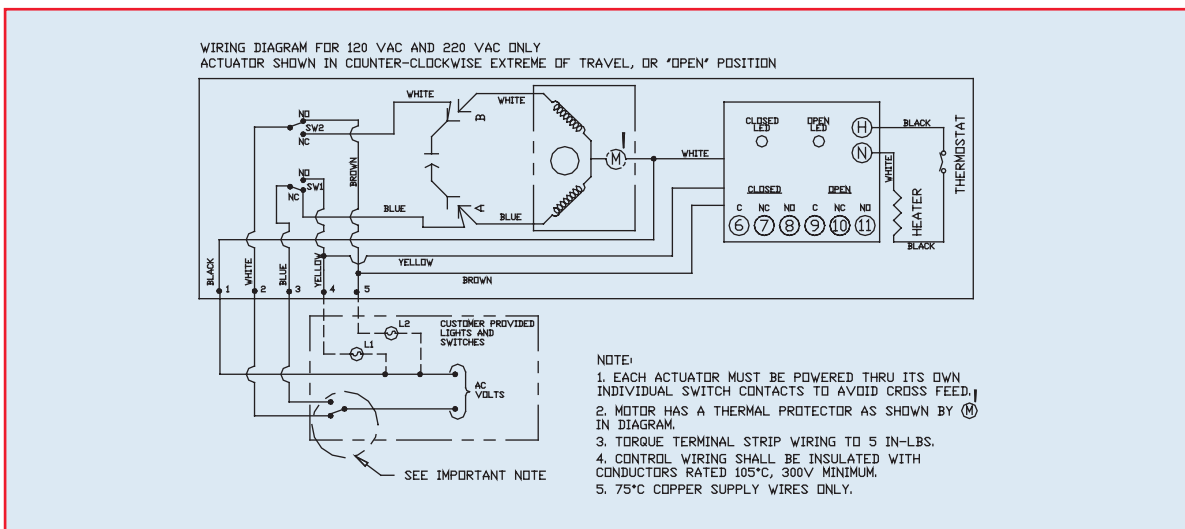 WIRING DIAGRAM FOR 120 VAC AND 220 VAC ONLY
ACTUATOR SHOWN IN COUNTER-CLOCKWISE EXTREME OF TRAVEL, OR "OPEN" POSITION
WHITE
WHITE
NO
SW2
NC
B
BROWN
NO
SW1
NC
BLUE
A
BLUE
M
WHITE
CLOSED
LED
OPEN
LED
H
N
BLACK
WHITE
THERMOSTAT
HEATER
BLACK
CLOSED
OPEN
C NC NO C NC NO
6 7 8 9 10 11
YELLOW
BROWN
BLACK
WHITE
BLUE
YELLOW
1 2 3 4 5
L2
L1
CUSTOMER PROVIDED
LIGHTS AND
SWITCHES
AC
VOLTS
SEE IMPORTANT NOTE
NOTE:
1. EACH ACTUATOR MUST BE POWERED THRU ITS OWN
INDIVIDUAL SWITCH CONTACTS TO AVOID CROSS FEED.
2. MOTOR HAS A THERMAL PROTECTOR AS SHOWN BY M
IN DIAGRAM.
3. TORQUE TERMINAL STRIP WIRING TO 5 IN-LBS.
4. CONTROL WIRING SHALL BE INSULATED WITH
CONDUCTORS RATED 105°C, 300V MINIMUM.
5. 75°C COPPER SUPPLY WIRES ONLY.